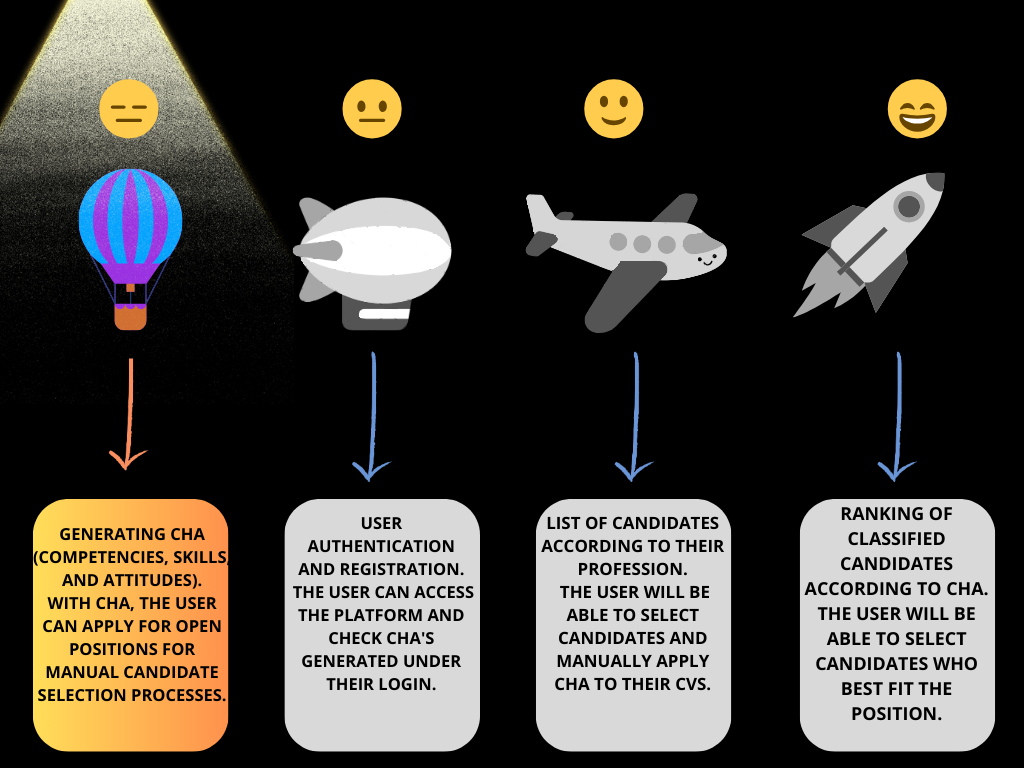 GENERATING CHA
(COMPETENCIES, SKILLS,
AND ATTITUDES).
WITH CHA, THE USER
CAN APPLY FOR OPEN
POSITIONS FOR
MANUAL CANDIDATE
SELECTION PROCESSES.
USER
AUTHENTICATION
AND REGISTRATION.
THE USER CAN ACCESS
THE PLATFORM AND
CHECK CHA'S
GENERATED UNDER
THEIR LOGIN.
LIST OF CANDIDATES
ACCORDING TO THEIR
PROFESSION.
THE USER WILL BE
ABLE TO SELECT
CANDIDATES AND
MANUALLY APPLY
CHA TO THEIR CVS.
RANKING OF
CLASSIFIED
CANDIDATES
ACCORDING TO CHA.
THE USER WILL BE
ABLE TO SELECT
CANDIDATES WHO
BEST FIT THE
POSITION.